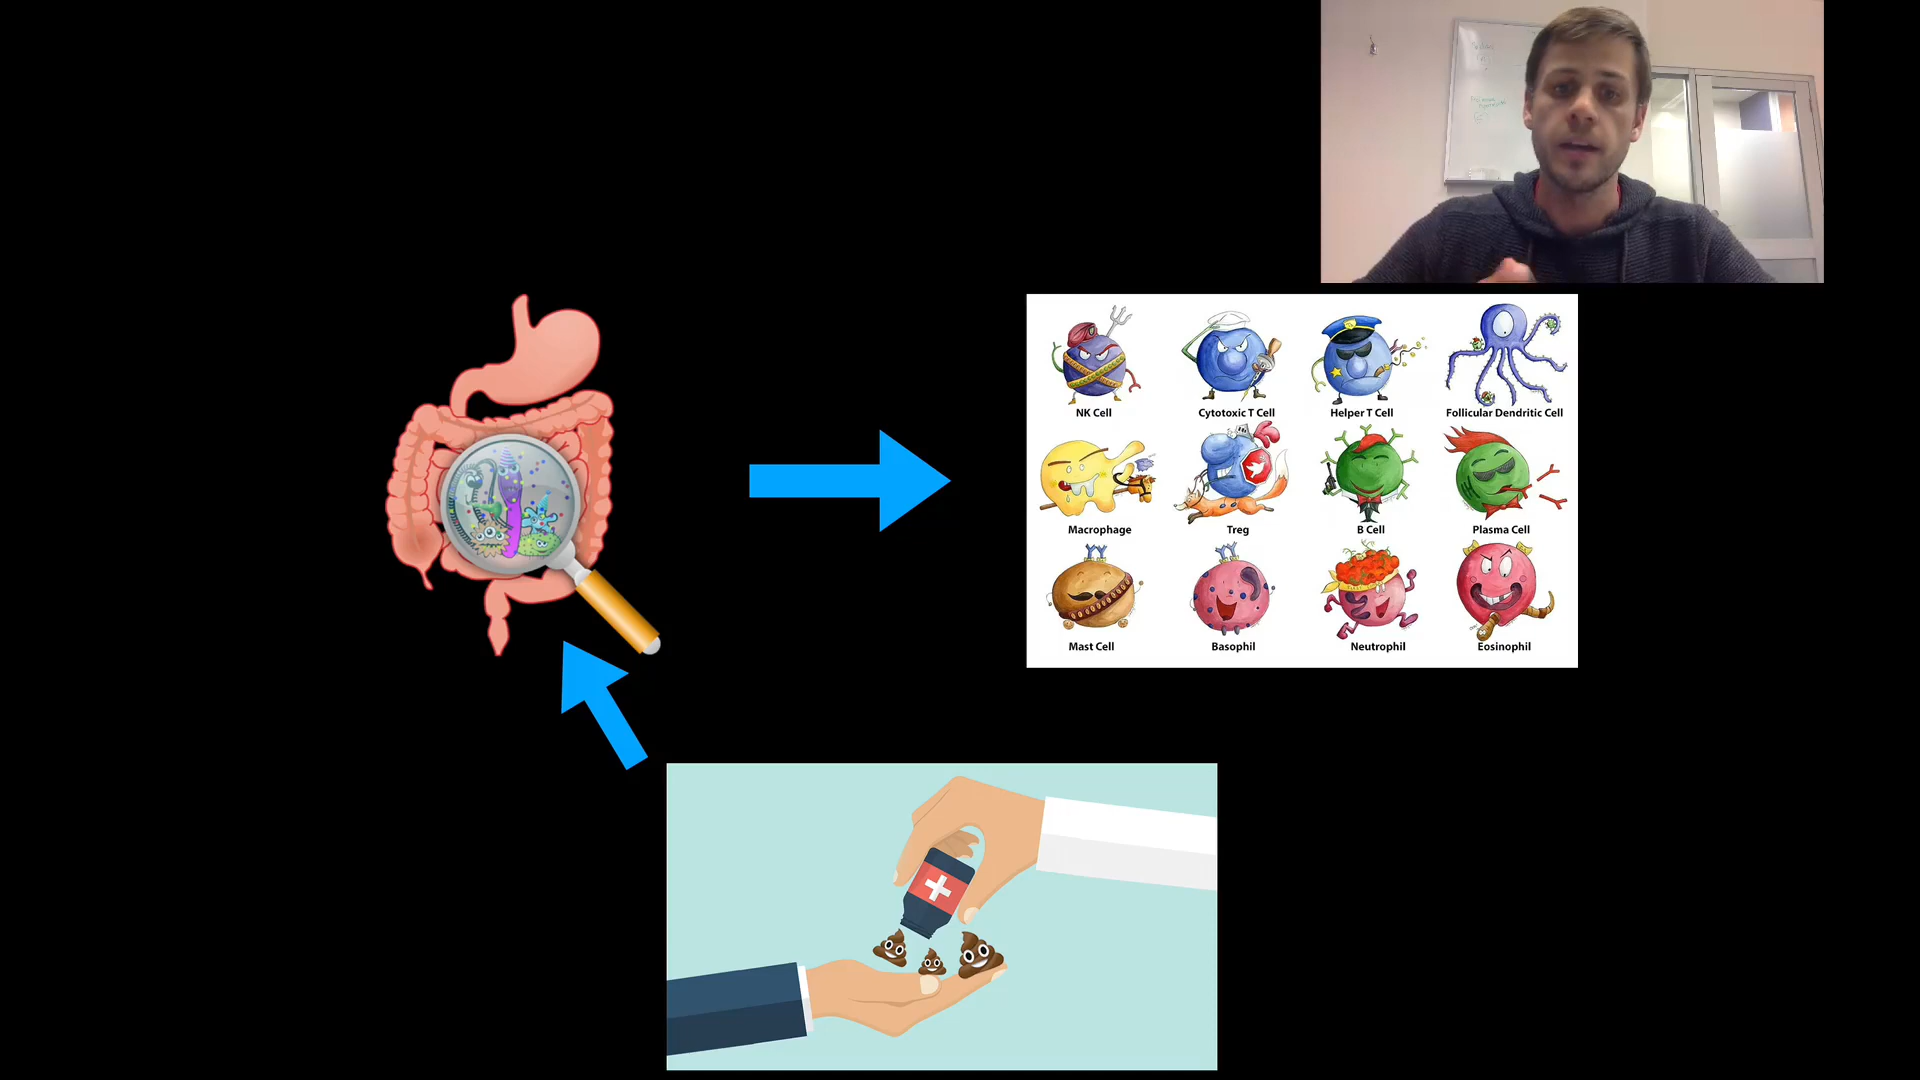 NK Cell
Cytotoxic T Cell
Helper T Cell
Follicular Dendritic Cell
Macrophage
Treg
B Cell
Plasma Cell
Mast Cell
Basophil
Neutrophil
Eosinophil